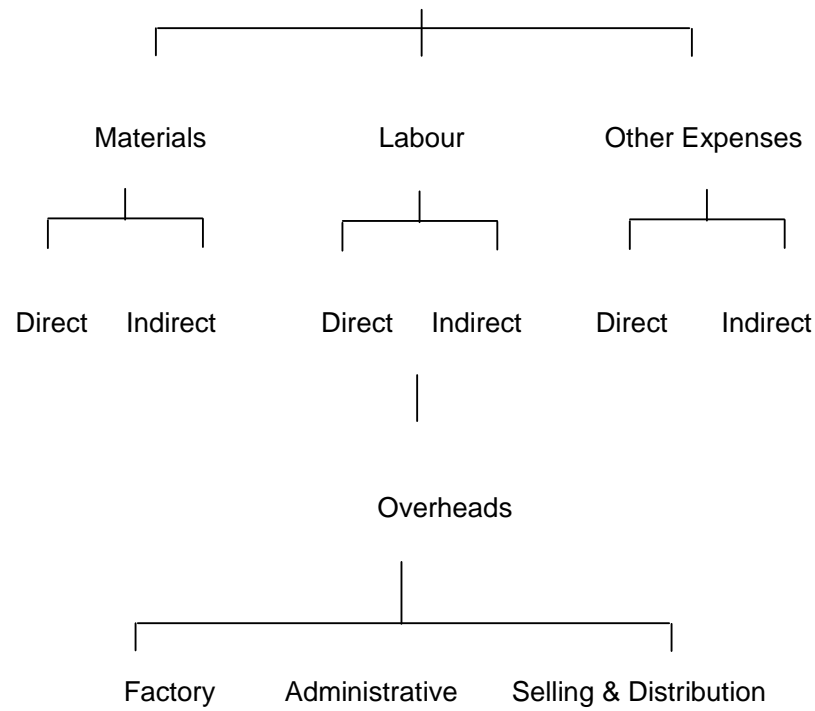 Materials Labour Other Expenses
Direct Indirect Direct Indirect Direct Indirect
Overheads
Factory Administrative Selling & Distribution